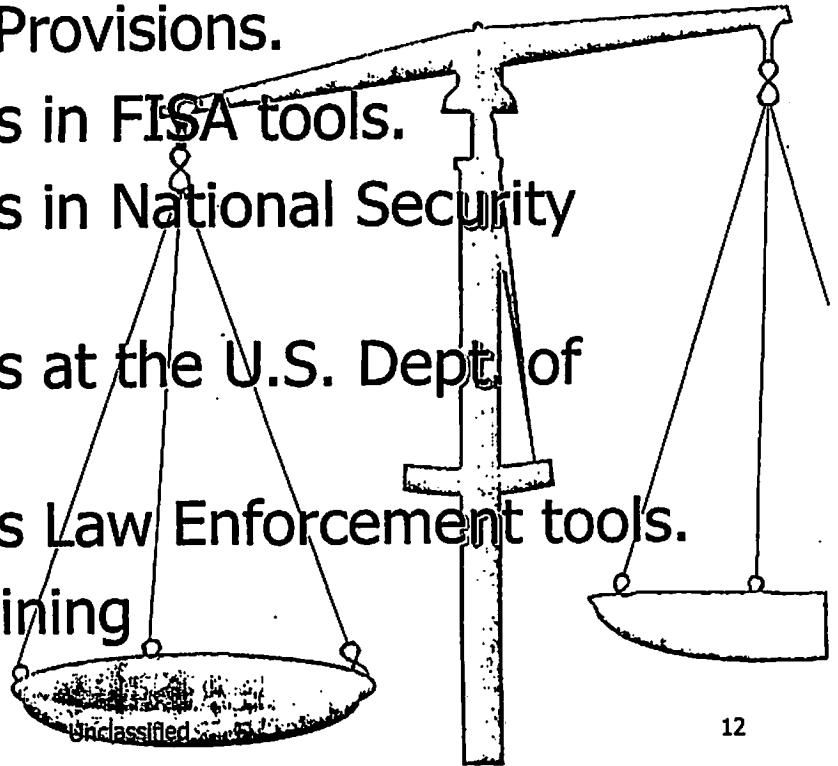 Provisions.
s in FISA tools.
s in National Security
s at the U.S. Dept. of
s Law Enforcement tools.
ining
Unclassified
12